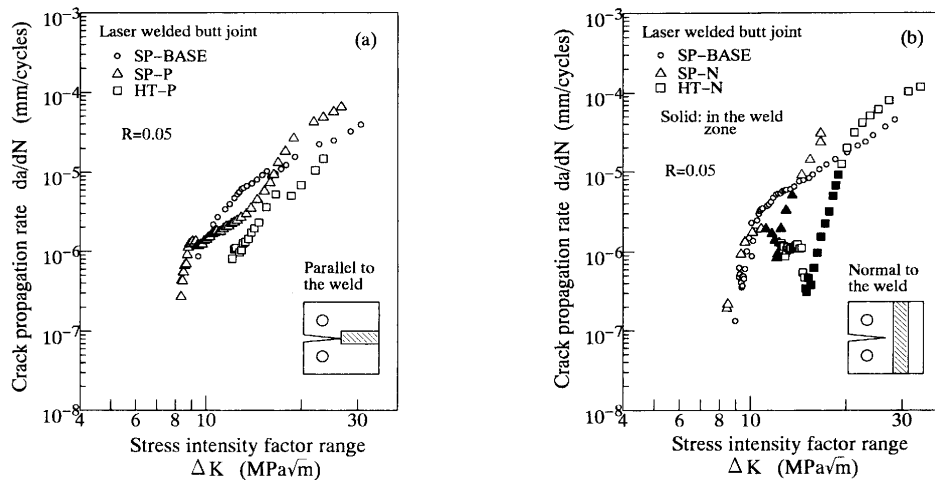 10⁻³
10⁻⁴
10⁻⁵
10⁻⁶
10⁻⁷
10⁻⁸
Crack propagation rate da/dN (mm/cycles)
Laser welded butt joint
(a)
○ SP-BASE
△ SP-P
□ HT-P
R=0.05
Parallel to
the weld
4 6 8 10 30
Stress intensity factor range
ΔK (MPa√m)
10⁻³
10⁻⁴
10⁻⁵
10⁻⁶
10⁻⁷
10⁻⁸
Crack propagation rate da/dN (mm/cycles)
Laser welded butt joint
(b)
○ SP-BASE
△ SP-N
□ HT-N
Solid: in the weld
zone
R=0.05
Normal to
the weld
4 6 8 10 20 30
Stress intensity factor range
ΔK (MPa√m)